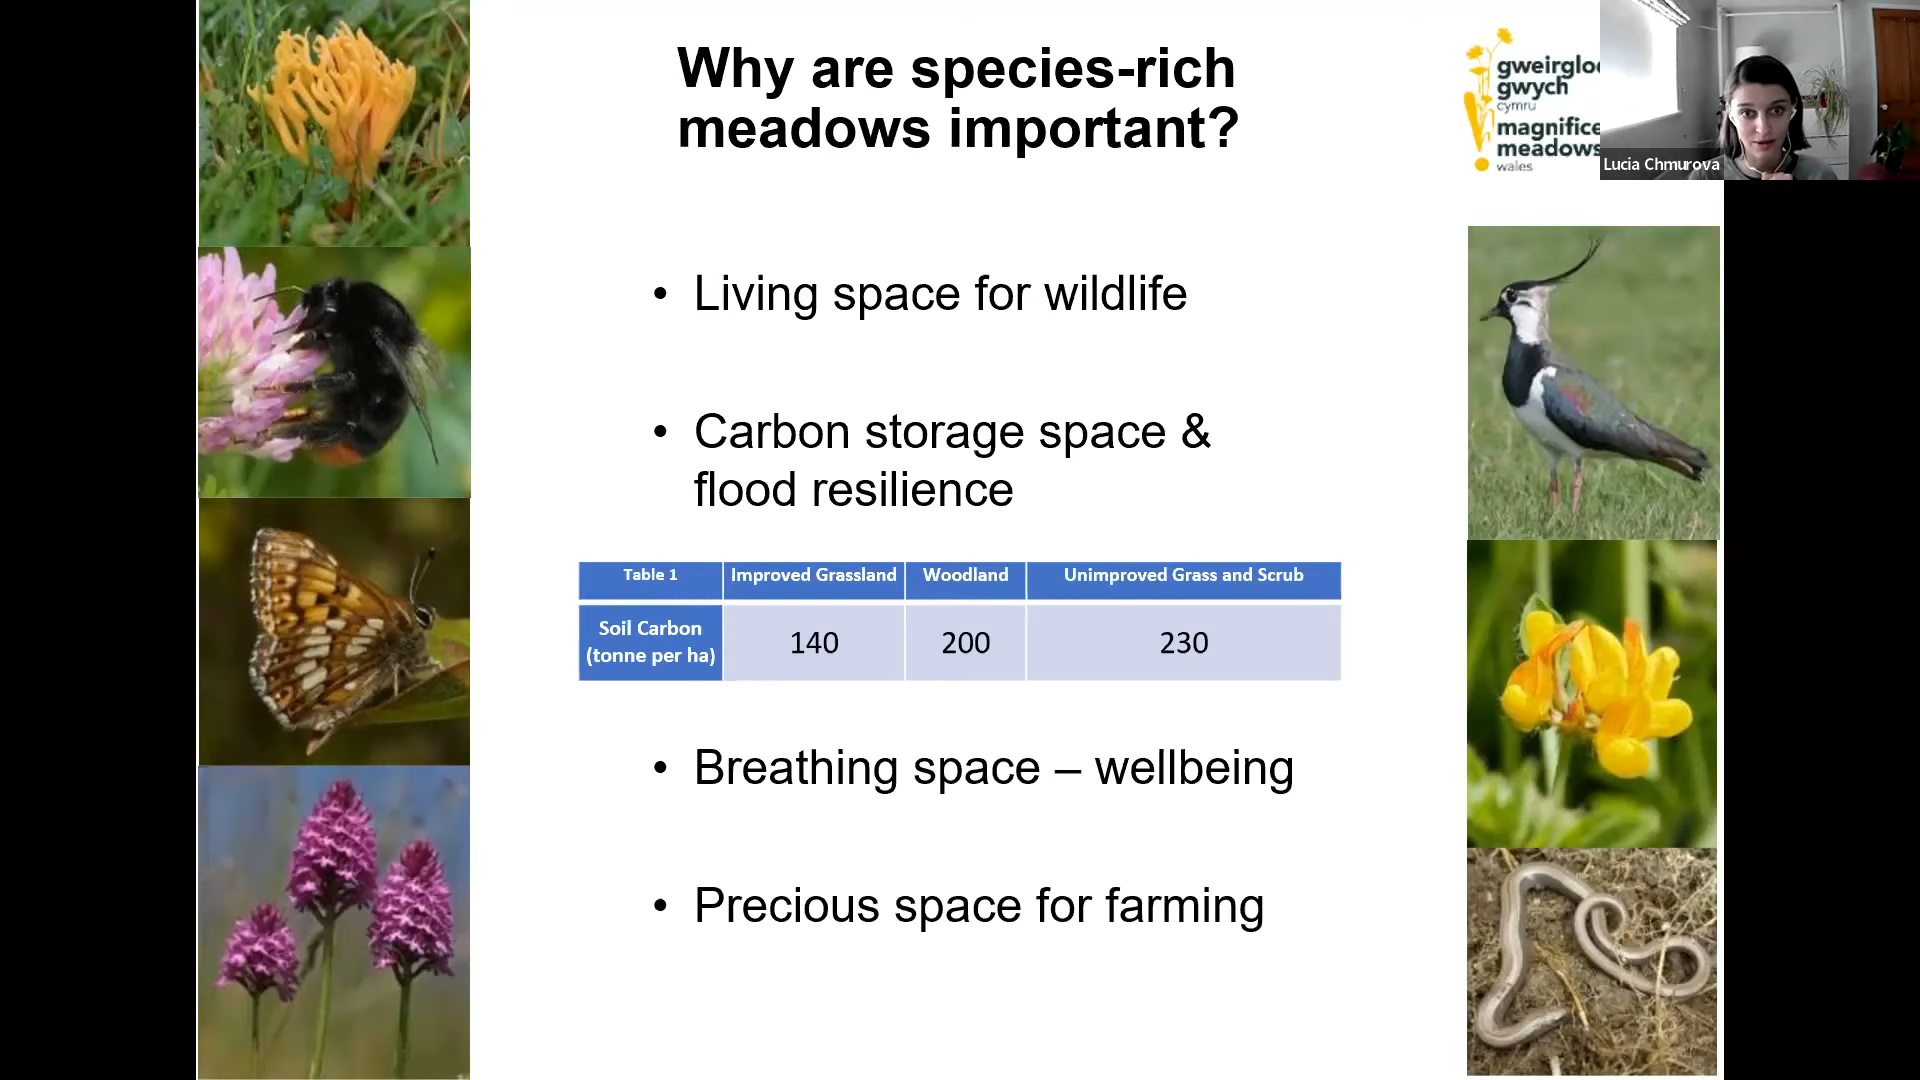 Why are species-rich
meadows important?
gweirglo
gwych
cymru
magnifice
meadows
wales
Lucia Chmurova
• Living space for wildlife
• Carbon storage space &
flood resilience
Table 1 Improved Grassland Woodland Unimproved Grass and Scrub
Soil Carbon
(tonne per ha) 140 200 230
• Breathing space – wellbeing
• Precious space for farming